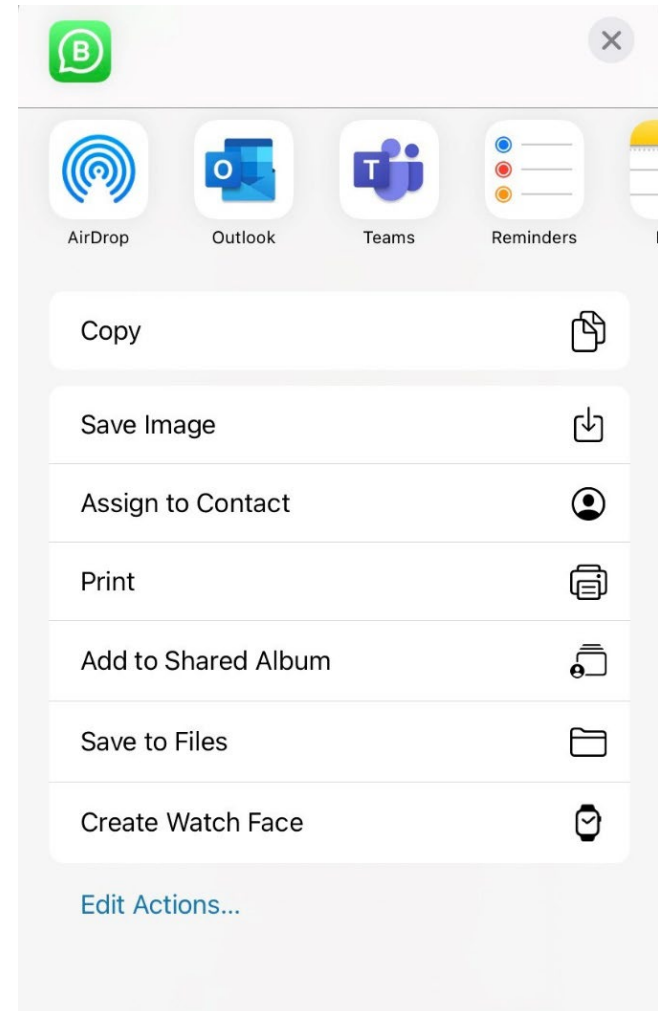 B
AirDrop
Outlook
Teams
Reminders
Copy
Save Image
Assign to Contact
Print
Add to Shared Album
Save to Files
Create Watch Face
Edit Actions...